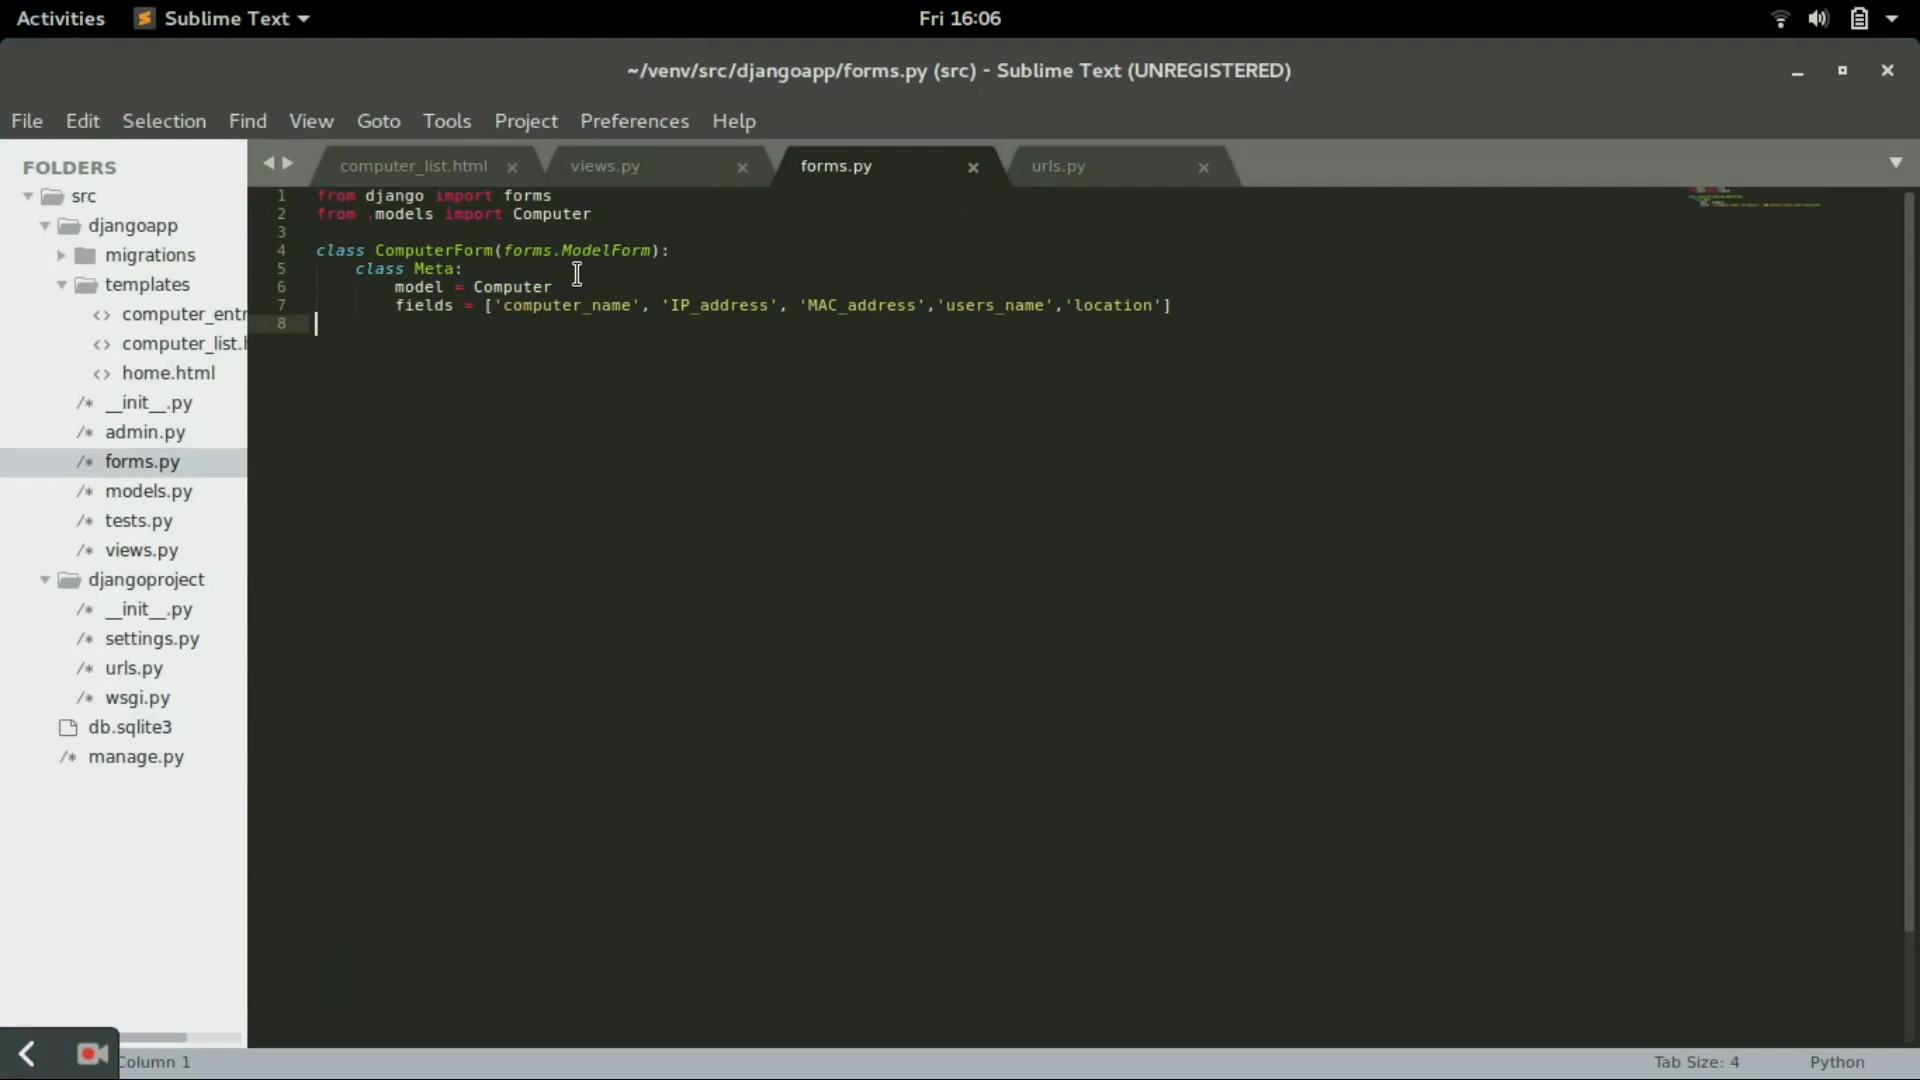 Activities Sublime Text Fri 16:06
~/venv/src/djangoapp/forms.py (src) - Sublime Text (UNREGISTERED)
File Edit Selection Find View Goto Tools Project Preferences Help
FOLDERS
src
djangoapp
migrations
templates
computer_entr
computer_list.h
home.html
__init__.py
admin.py
forms.py
models.py
tests.py
views.py
djangoproject
__init__.py
settings.py
urls.py
wsgi.py
db.sqlite3
manage.py
computer_list.html views.py forms.py urls.py
1 from django import forms
2 from .models import Computer
3
4 class ComputerForm(forms.ModelForm):
5 class Meta:
6 model = Computer
7 fields = ['computer_name', 'IP_address', 'MAC_address','users_name','location']
8
Column 1 Tab Size: 4 Python